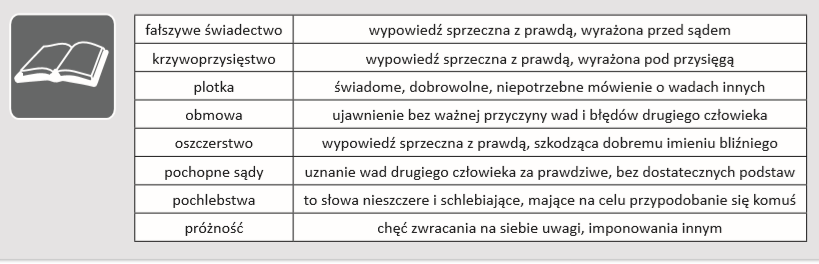 fałszywe świadectwo wypowiedź sprzeczna z prawdą, wyrażona przed sądem
krzywoprzysięstwo wypowiedź sprzeczna z prawdą, wyrażona pod przysięgą
plotka świadome, dobrowolne, niepotrzebne mówienie o wadach innych
obmowa ujawnienie bez ważnej przyczyny wad i błędów drugiego człowieka
oszczerstwo wypowiedź sprzeczna z prawdą, szkodząca dobremu imieniu bliźniego
pochopne sądy uznanie wad drugiego człowieka za prawdziwe, bez dostatecznych podstaw
pochlebstwa to słowa nieszczere i schlebiające, mające na celu przypodobanie się komuś
próżność chęć zwracania na siebie uwagi, imponowania innym